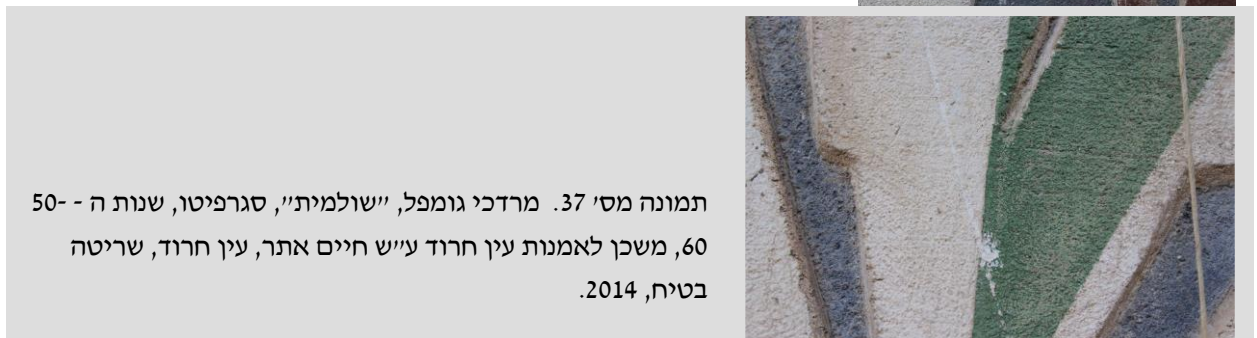 תמונה מס׳ 37. מרדכי גומפל, ״שולמית״, סגרפיטו, שנות ה - 50-
60, משכן לאמנות עין חרוד ע״ש חיים אתר, עין חרוד, שריטה
בטיח, 2014.